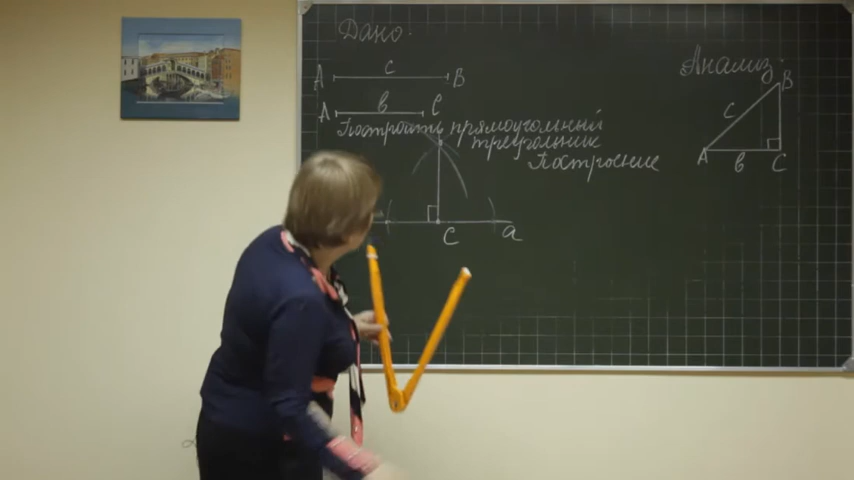 Дано:
А с В
А в С
Построить прямоугольный
треугольник
Построение
С а
Анализ:
В
с
А в С